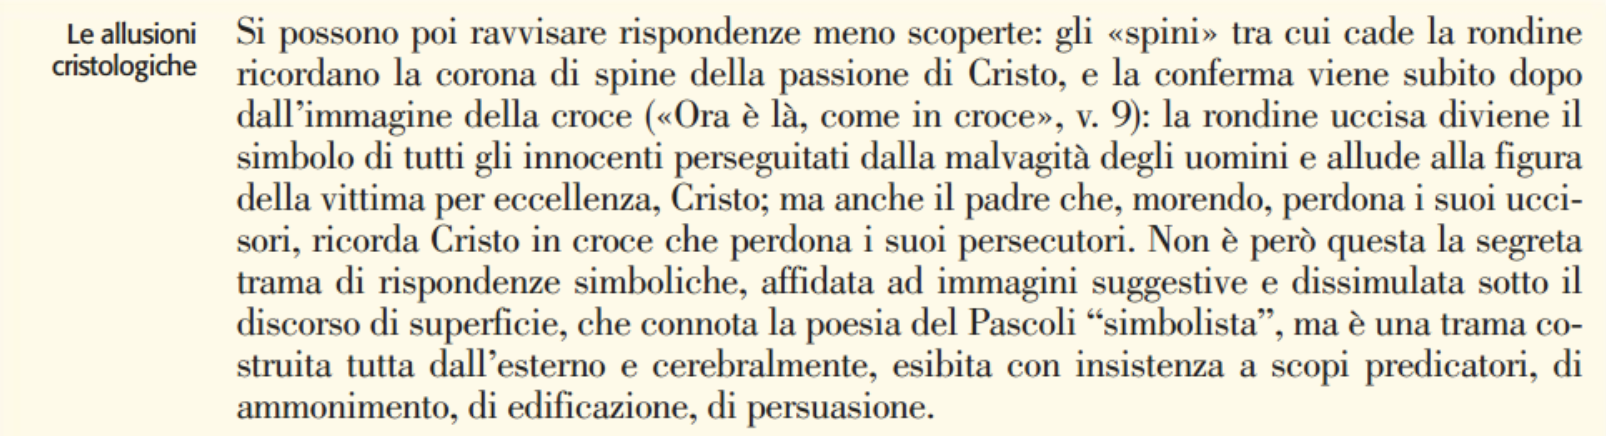 Le allusioni
cristologiche
Si possono poi ravvisare rispondenze meno scoperte: gli «spini» tra cui cade la rondine
ricordano la corona di spine della passione di Cristo, e la conferma viene subito dopo
dall'immagine della croce («Ora è là, come in croce», v. 9): la rondine uccisa diviene il
simbolo di tutti gli innocenti perseguitati dalla malvagità degli uomini e allude alla figura
della vittima per eccellenza, Cristo; ma anche il padre che, morendo, perdona i suoi ucci-
sori, ricorda Cristo in croce che perdona i suoi persecutori. Non è però questa la segreta
trama di rispondenze simboliche, affidata ad immagini suggestive e dissimulata sotto il
discorso di superficie, che connota la poesia del Pascoli “simbolista”, ma è una trama co-
struita tutta dall'esterno e cerebralmente, esibita con insistenza a scopi predicatori, di
ammonimento, di edificazione, di persuasione.